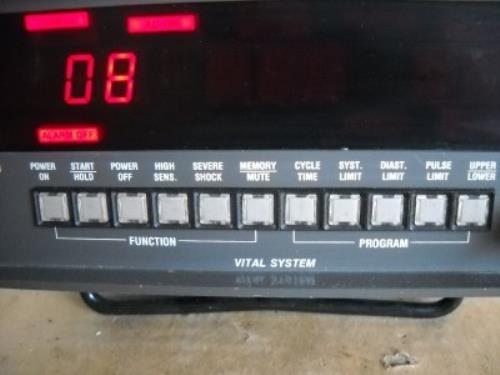 08
ALARM OFF
POWER ON
START/HOLD
POWER OFF
HIGH SENS.
SEVERE SHOCK
MEMORY/MUTE
CYCLE TIME
SYST. LIMIT
DIAST. LIMIT
PULSE LIMIT
UPPER/LOWER
FUNCTION
PROGRAM
VITAL SYSTEM